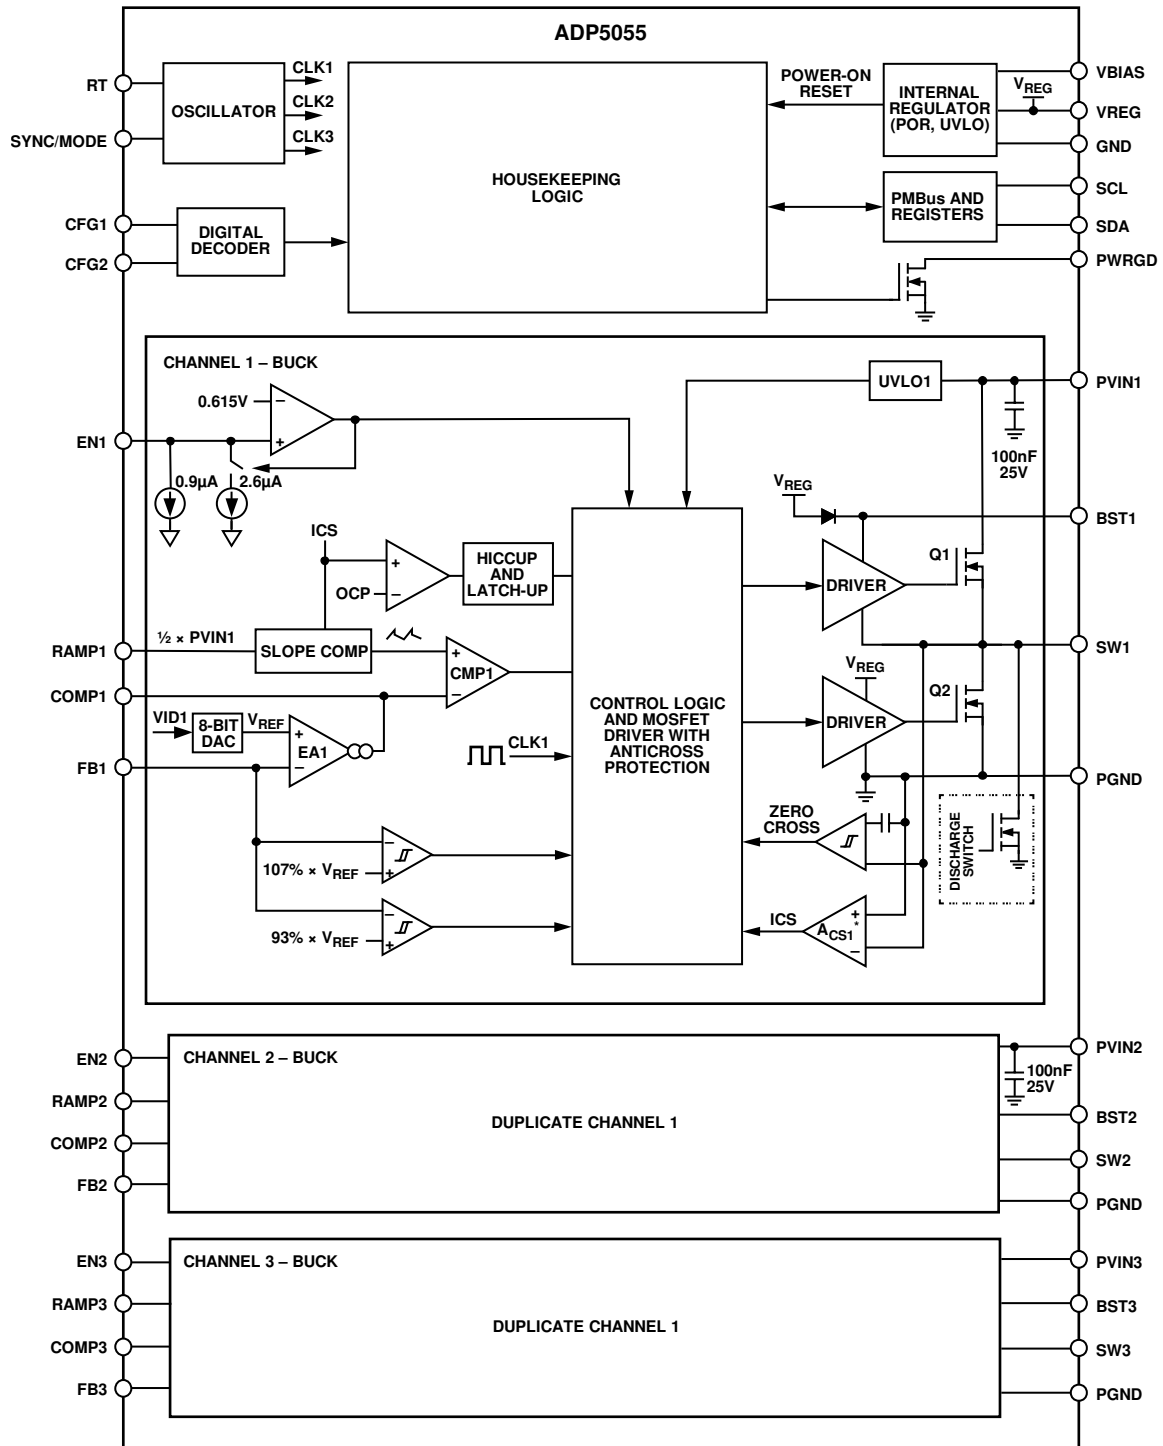 ADP5055
RT
SYNC/MODE
OSCILLATOR
CLK1
CLK2
CLK3
CFG1
CFG2
DIGITAL
DECODER
HOUSEKEEPING
LOGIC
POWER-ON
RESET
INTERNAL
REGULATOR
(POR, UVLO)
VREG
VBIAS
VREG
GND
PMBus AND
REGISTERS
SCL
SDA
PWRGD
CHANNEL 1 – BUCK
0.615V
–
+
EN1
0.9µA
2.6µA
UVLO1
PVIN1
100nF
25V
VREG
BST1
ICS
OCP
+
–
HICCUP
AND
LATCH-UP
DRIVER
Q1
½ × PVIN1
RAMP1
SLOPE COMP
+
–
CMP1
SW1
COMP1
VID1
8-BIT
DAC
VREF
+
–
EA1
FB1
CLK1
CONTROL LOGIC
AND MOSFET
DRIVER WITH
ANTICROSS
PROTECTION
VREG
DRIVER
Q2
PGND
ZERO
CROSS
DISCHARGE
SWITCH
–
107% × VREF
+
–
93% × VREF
+
ICS
ACS1
+
*
–
EN2
RAMP2
COMP2
FB2
CHANNEL 2 – BUCK
DUPLICATE CHANNEL 1
100nF
25V
PVIN2
BST2
SW2
PGND
EN3
RAMP3
COMP3
FB3
CHANNEL 3 – BUCK
DUPLICATE CHANNEL 1
PVIN3
BST3
SW3
PGND